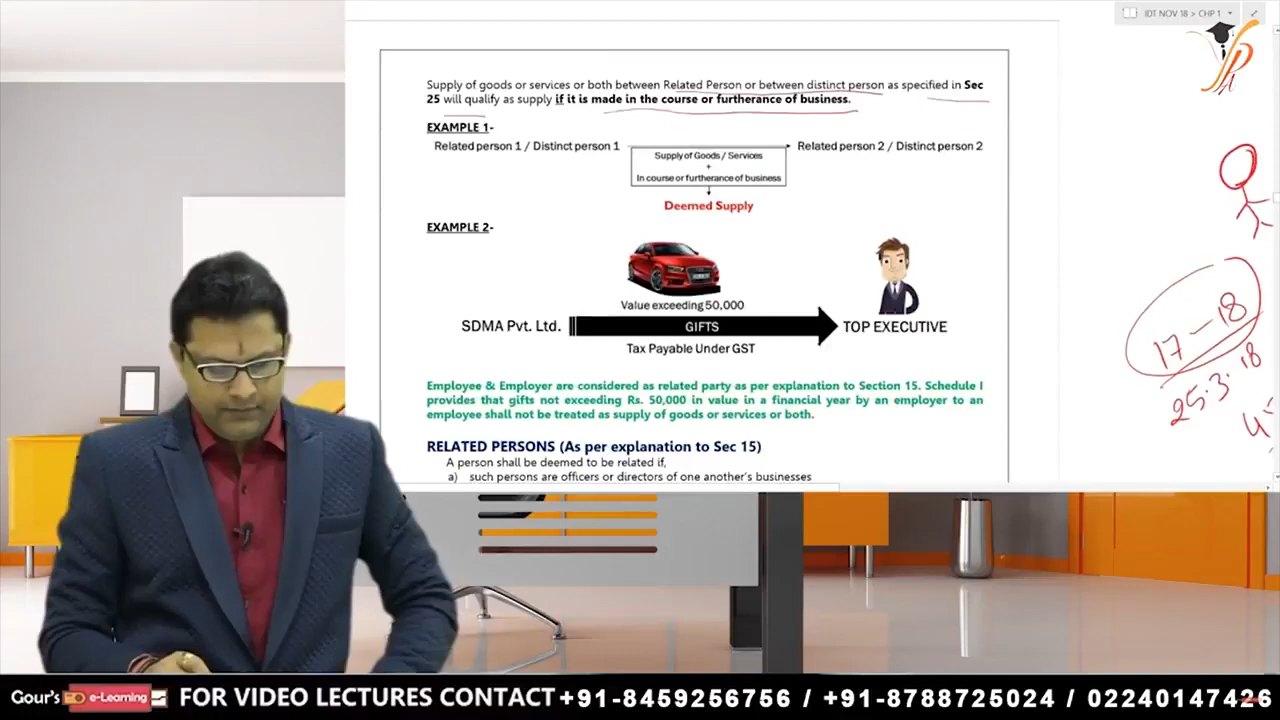 IDT NOV 18 > CHP 1
Supply of goods or services or both between Related Person or between distinct person as specified in Sec
25 will qualify as supply if it is made in the course or furtherance of business.
EXAMPLE 1-
Related person 1 / Distinct person 1
Supply of Goods / Services
+
In course or furtherance of business
Related person 2 / Distinct person 2
Deemed Supply
EXAMPLE 2-
Value exceeding 50,000
SDMA Pvt. Ltd.
GIFTS
TOP EXECUTIVE
Tax Payable Under GST
17-18
25.3.18
Employee & Employer are considered as related party as per explanation to Section 15. Schedule I
provides that gifts not exceeding Rs. 50,000 in value in a financial year by an employer to an
employee shall not be treated as supply of goods or services or both.
RELATED PERSONS (As per explanation to Sec 15)
A person shall be deemed to be related if,
a) such persons are officers or directors of one another's businesses
Gour's e-Learning
FOR VIDEO LECTURES CONTACT +91-8459256756 / +91-8788725024 / 02240147426